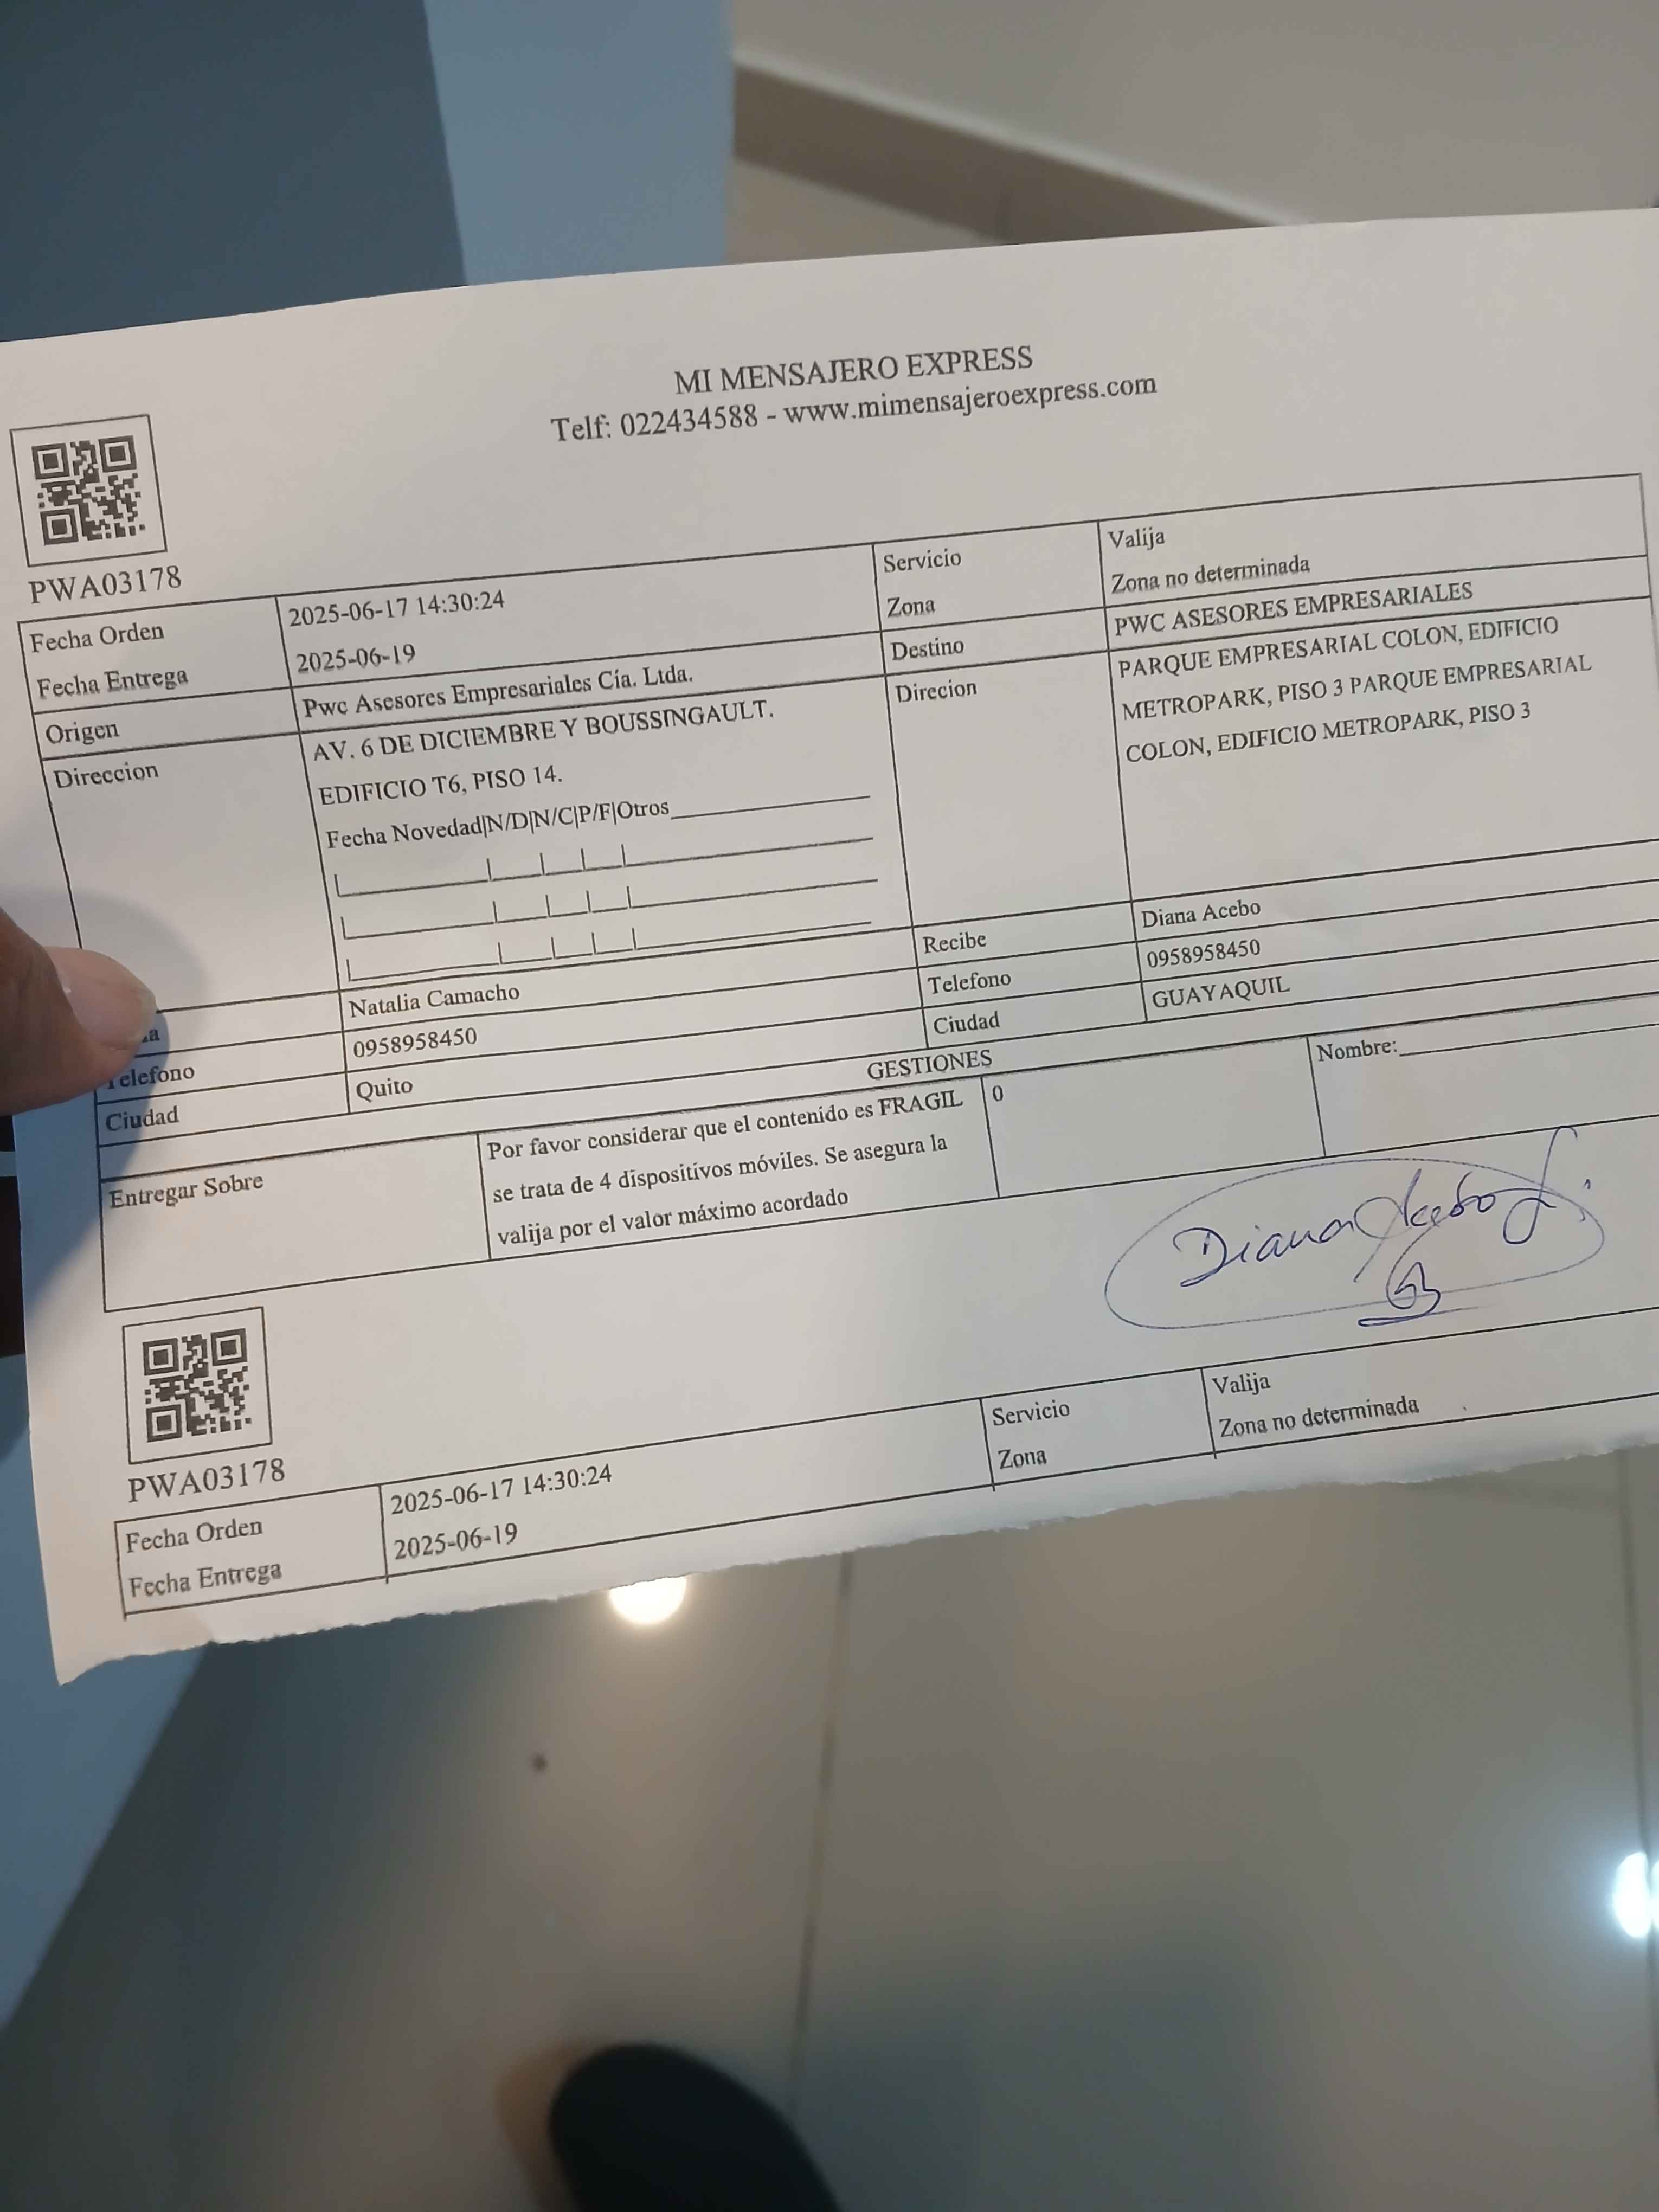 MI MENSAJERO EXPRESS
Telf: 022434588 - www.mimensajeroexpress.com
PWA03178
Fecha Orden 2025-06-17 14:30:24 Servicio Valija
Fecha Entrega 2025-06-19 Zona Zona no determinada
Origen Pwc Asesores Empresariales Cía. Ltda. Destino PWC ASESORES EMPRESARIALES
Direccion AV. 6 DE DICIEMBRE Y BOUSSINGAULT. Direcion PARQUE EMPRESARIAL COLON, EDIFICIO
EDIFICIO T6, PISO 14. METROPARK, PISO 3 PARQUE EMPRESARIAL
Fecha Novedad|N/D|N/C|P/F|Otros COLON, EDIFICIO METROPARK, PISO 3
Natalia Camacho Recibe Diana Acebo
Telefono 0958958450 Telefono 0958958450
Ciudad Quito Ciudad GUAYAQUIL
GESTIONES
Entregar Sobre Por favor considerar que el contenido es FRAGIL 0 Nombre:
se trata de 4 dispositivos móviles. Se asegura la
valija por el valor máximo acordado
Diana Acebo L.
PWA03178
Fecha Orden 2025-06-17 14:30:24 Servicio Valija
Fecha Entrega 2025-06-19 Zona Zona no determinada